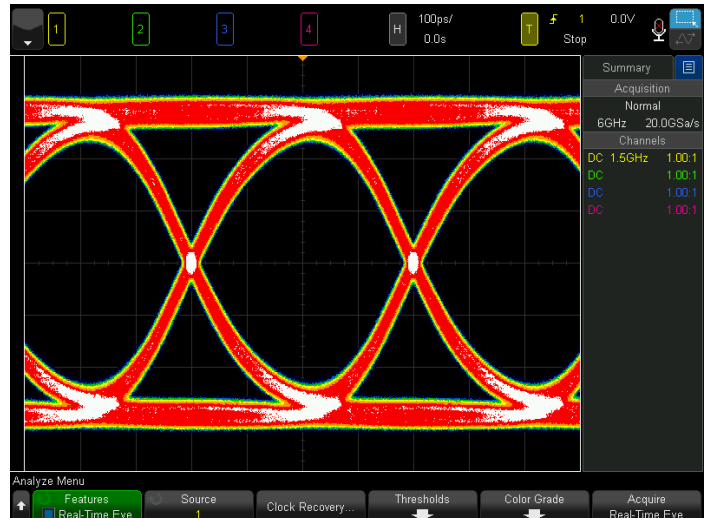 1 2 3 4 H 100ps/ 0.0s T 1 0.0V Stop
Summary
Acquisition
Normal
6GHz 20.0GSa/s
Channels
DC 1.5GHz 1.00:1
DC 1.00:1
DC 1.00:1
DC 1.00:1
Analyze Menu
Features
Real-Time Eye
Source
1
Clock Recovery...
Thresholds
Color Grade
Acquire
Real-Time Eye